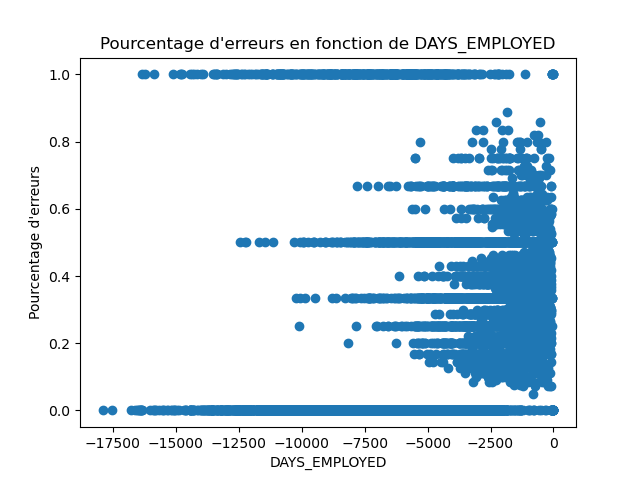 Pourcentage d'erreurs en fonction de DAYS_EMPLOYED
Pourcentage d'erreurs
1.0
0.8
0.6
0.4
0.2
0.0
−17500 −15000 −12500 −10000 −7500 −5000 −2500 0
DAYS_EMPLOYED